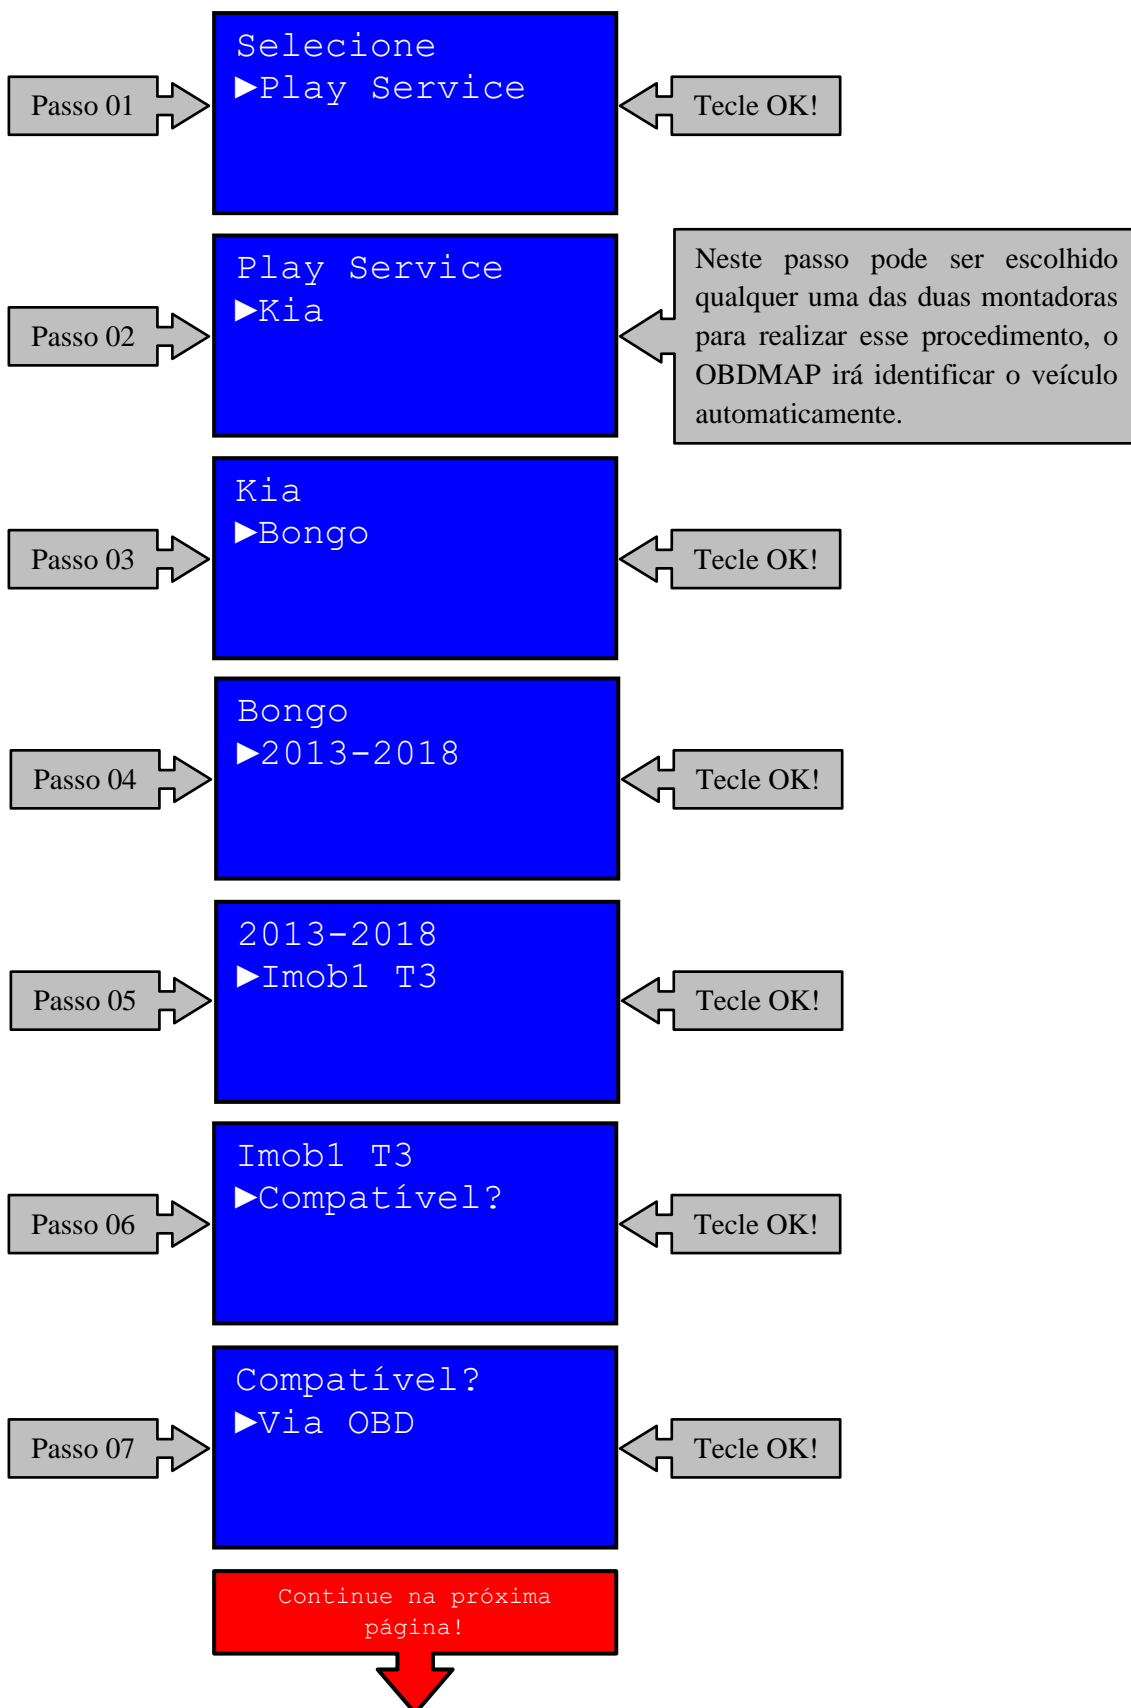 Selecione
►Play Service
Passo 01
Tecle OK!
Play Service
►Kia
Passo 02
Neste passo pode ser escolhido
qualquer uma das duas montadoras
para realizar esse procedimento, o
OBDMAP irá identificar o veículo
automaticamente.
Kia
►Bongo
Passo 03
Tecle OK!
Bongo
►2013-2018
Passo 04
Tecle OK!
2013-2018
►Imob1 T3
Passo 05
Tecle OK!
Imob1 T3
►Compatível?
Passo 06
Tecle OK!
Compatível?
►Via OBD
Passo 07
Tecle OK!
Continue na próxima
página!